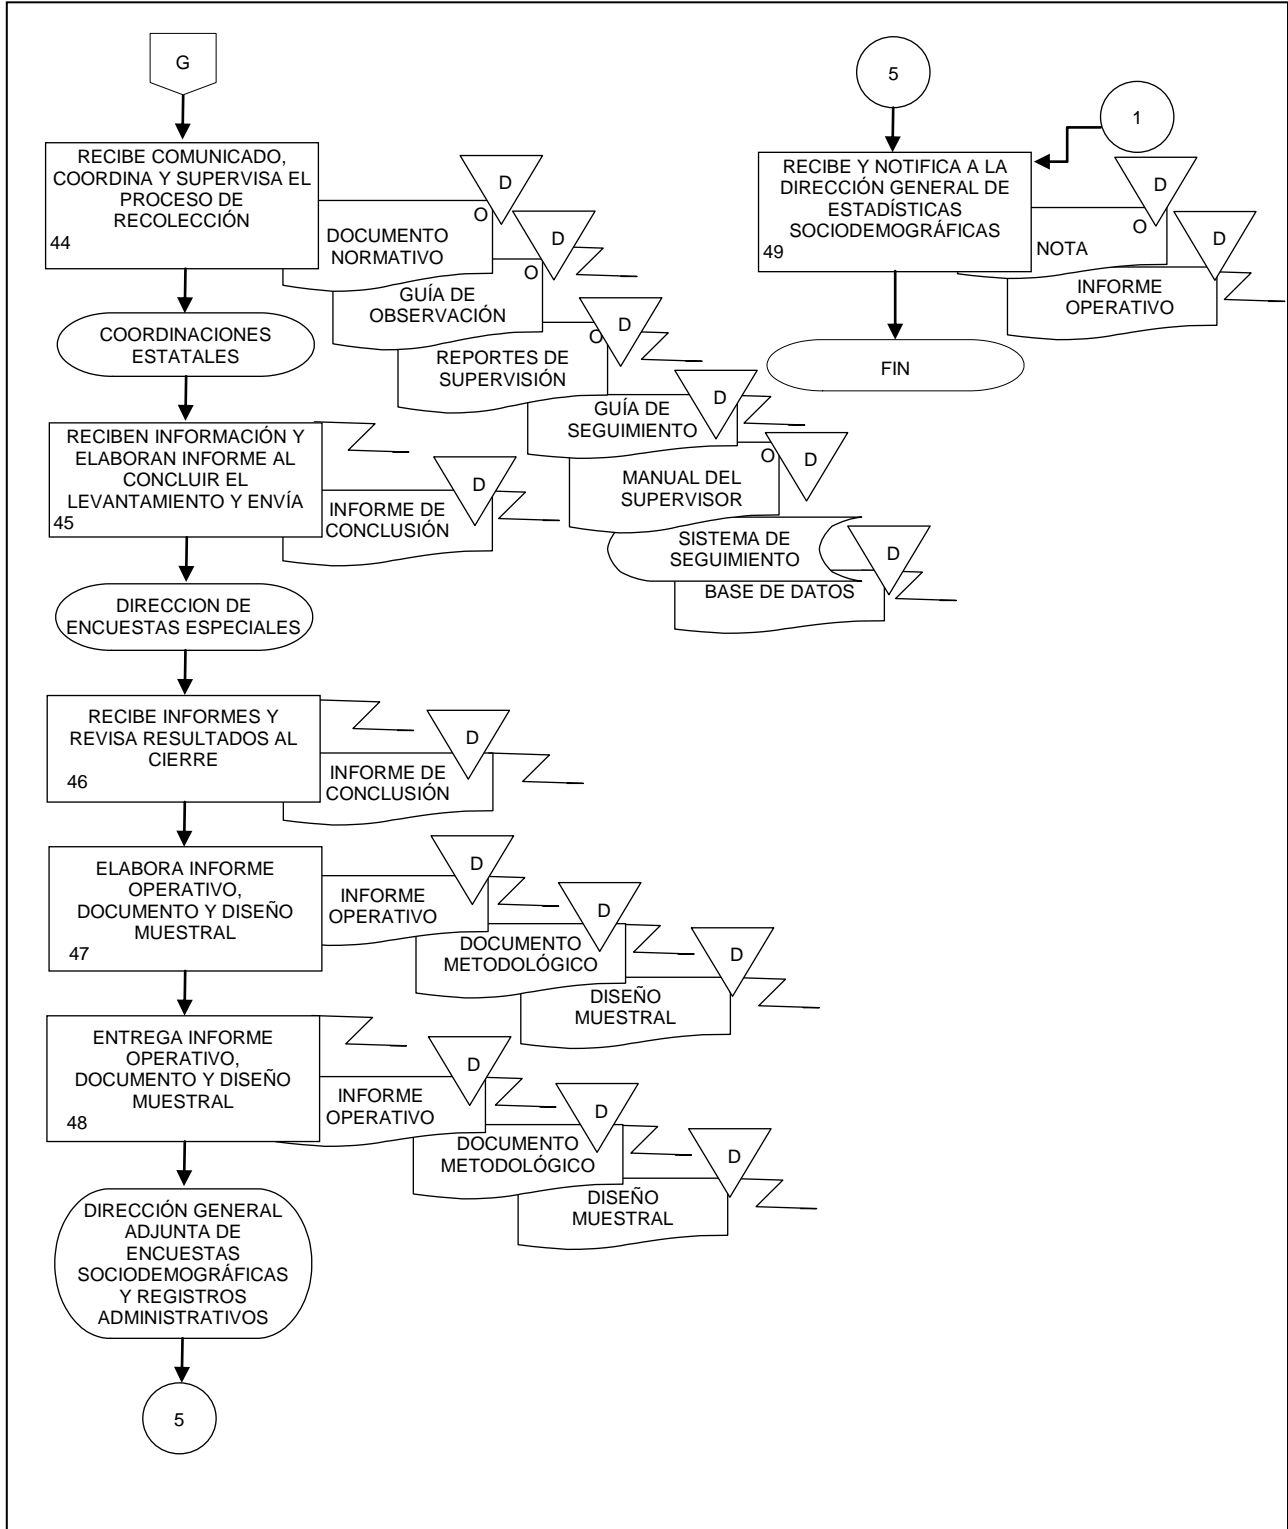 G
RECIBE COMUNICADO,
COORDINA Y SUPERVISA EL
PROCESO DE
RECOLECCIÓN
44
D
O
DOCUMENTO
NORMATIVO
D
O
GUÍA DE
OBSERVACIÓN
D
O
REPORTES DE
SUPERVISIÓN
D
GUÍA DE
SEGUIMIENTO
D
O
MANUAL DEL
SUPERVISOR
SISTEMA DE
SEGUIMIENTO
D
BASE DE DATOS
COORDINACIONES
ESTATALES
RECIBEN INFORMACIÓN Y
ELABORAN INFORME AL
CONCLUIR EL
LEVANTAMIENTO Y ENVÍA
45
D
INFORME DE
CONCLUSIÓN
DIRECCION DE
ENCUESTAS ESPECIALES
RECIBE INFORMES Y
REVISA RESULTADOS AL
CIERRE
46
D
INFORME DE
CONCLUSIÓN
ELABORA INFORME
OPERATIVO,
DOCUMENTO Y DISEÑO
MUESTRAL
47
D
INFORME
OPERATIVO
D
DOCUMENTO
METODOLÓGICO
D
DISEÑO
MUESTRAL
ENTREGA INFORME
OPERATIVO,
DOCUMENTO Y DISEÑO
MUESTRAL
48
D
INFORME
OPERATIVO
D
DOCUMENTO
METODOLÓGICO
D
DISEÑO
MUESTRAL
DIRECCIÓN GENERAL
ADJUNTA DE
ENCUESTAS
SOCIODEMOGRÁFICAS
Y REGISTROS
ADMINISTRATIVOS
5
5
1
RECIBE Y NOTIFICA A LA
DIRECCIÓN GENERAL DE
ESTADÍSTICAS
SOCIODEMOGRÁFICAS
49
D
O
NOTA
D
INFORME
OPERATIVO
FIN